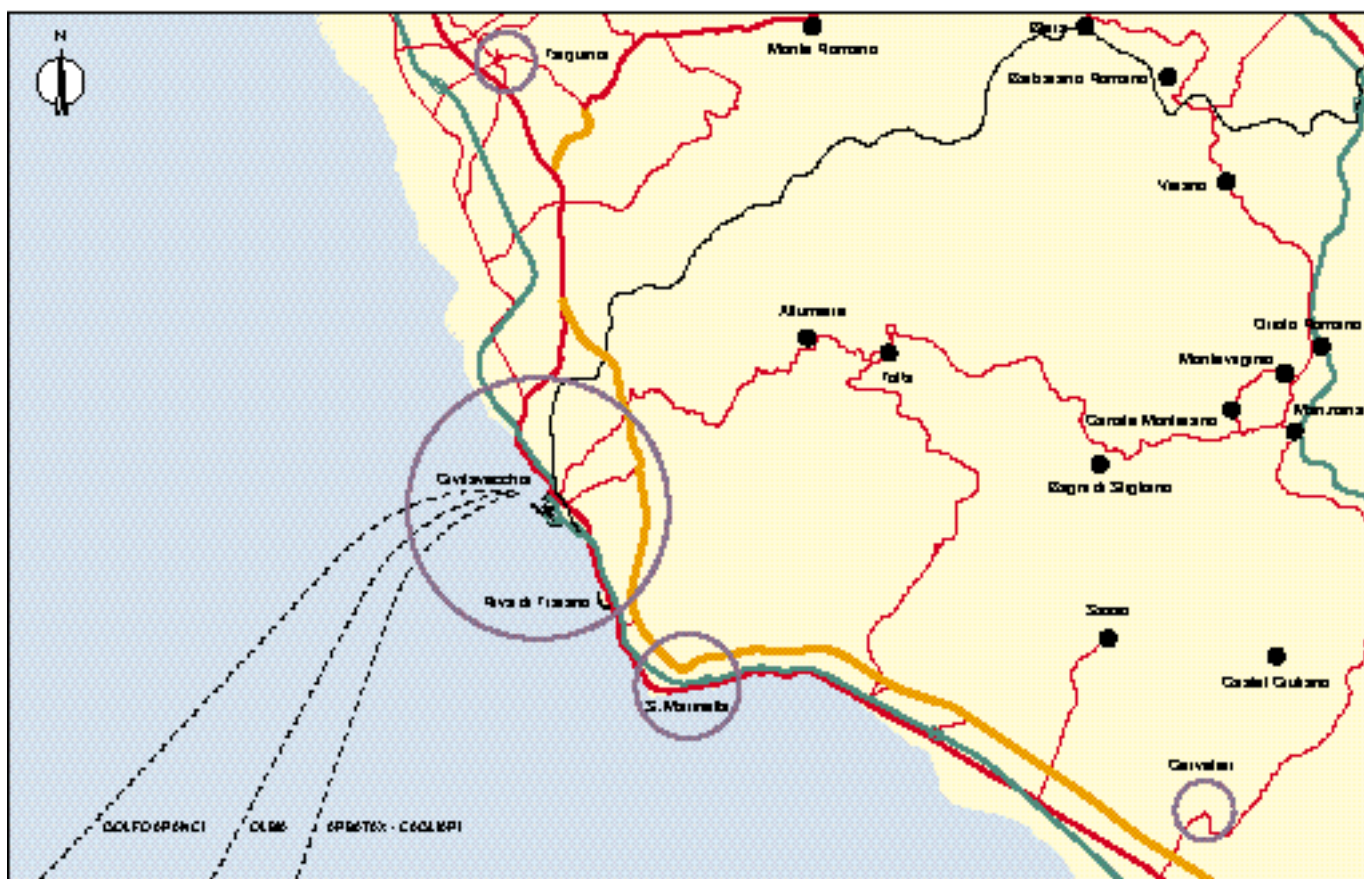 N
Tarquinia
Monte Romano
Blera
Barbarano Romano
Vejano
Allumiere
Oriolo Romano
Montevirginio
Tolfa
Canale Monterano
Manziana
Civitavecchia
Bagni di Stigliano
Riva di Traiano
Sasso
Castel Giuliano
S. Marinella
Cerveteri
GOLFO ARANCI
OLBIA
ARBATAX - CAGLIARI